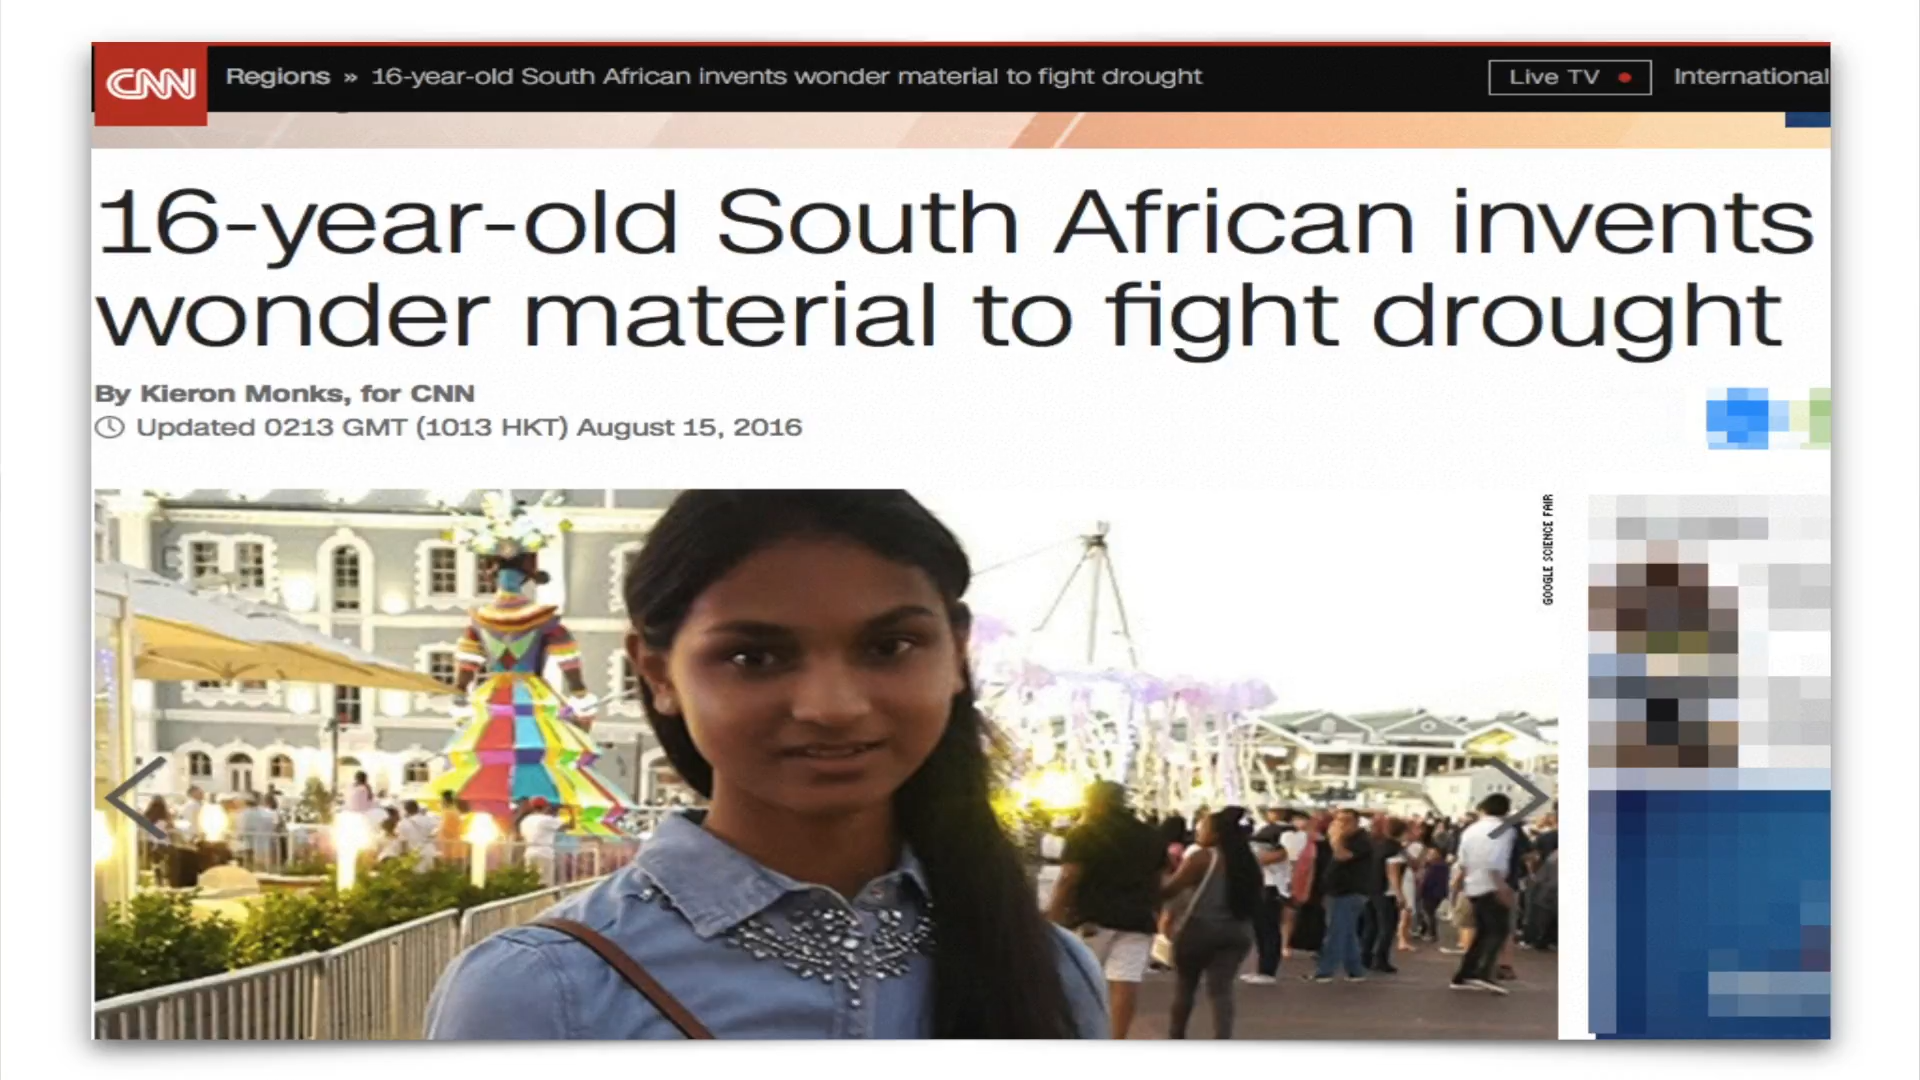 CNN
Regions » 16-year-old South African invents wonder material to fight drought
Live TV
International
16-year-old South African invents
wonder material to fight drought
By Kieron Monks, for CNN
Updated 0213 GMT (1013 HKT) August 15, 2016
GOOGLE SCIENCE FAIR